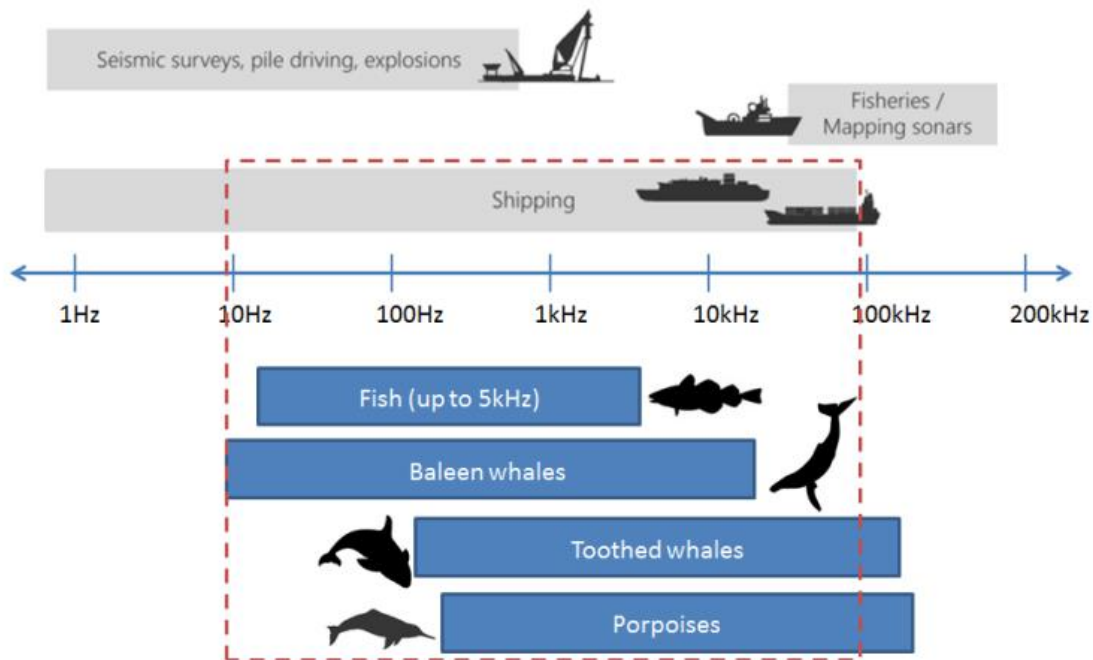 Seismic surveys, pile driving, explosions
Fisheries /
Mapping sonars
Shipping
1Hz
10Hz
100Hz
1kHz
10kHz
100kHz
200kHz
Fish (up to 5kHz)
Baleen whales
Toothed whales
Porpoises